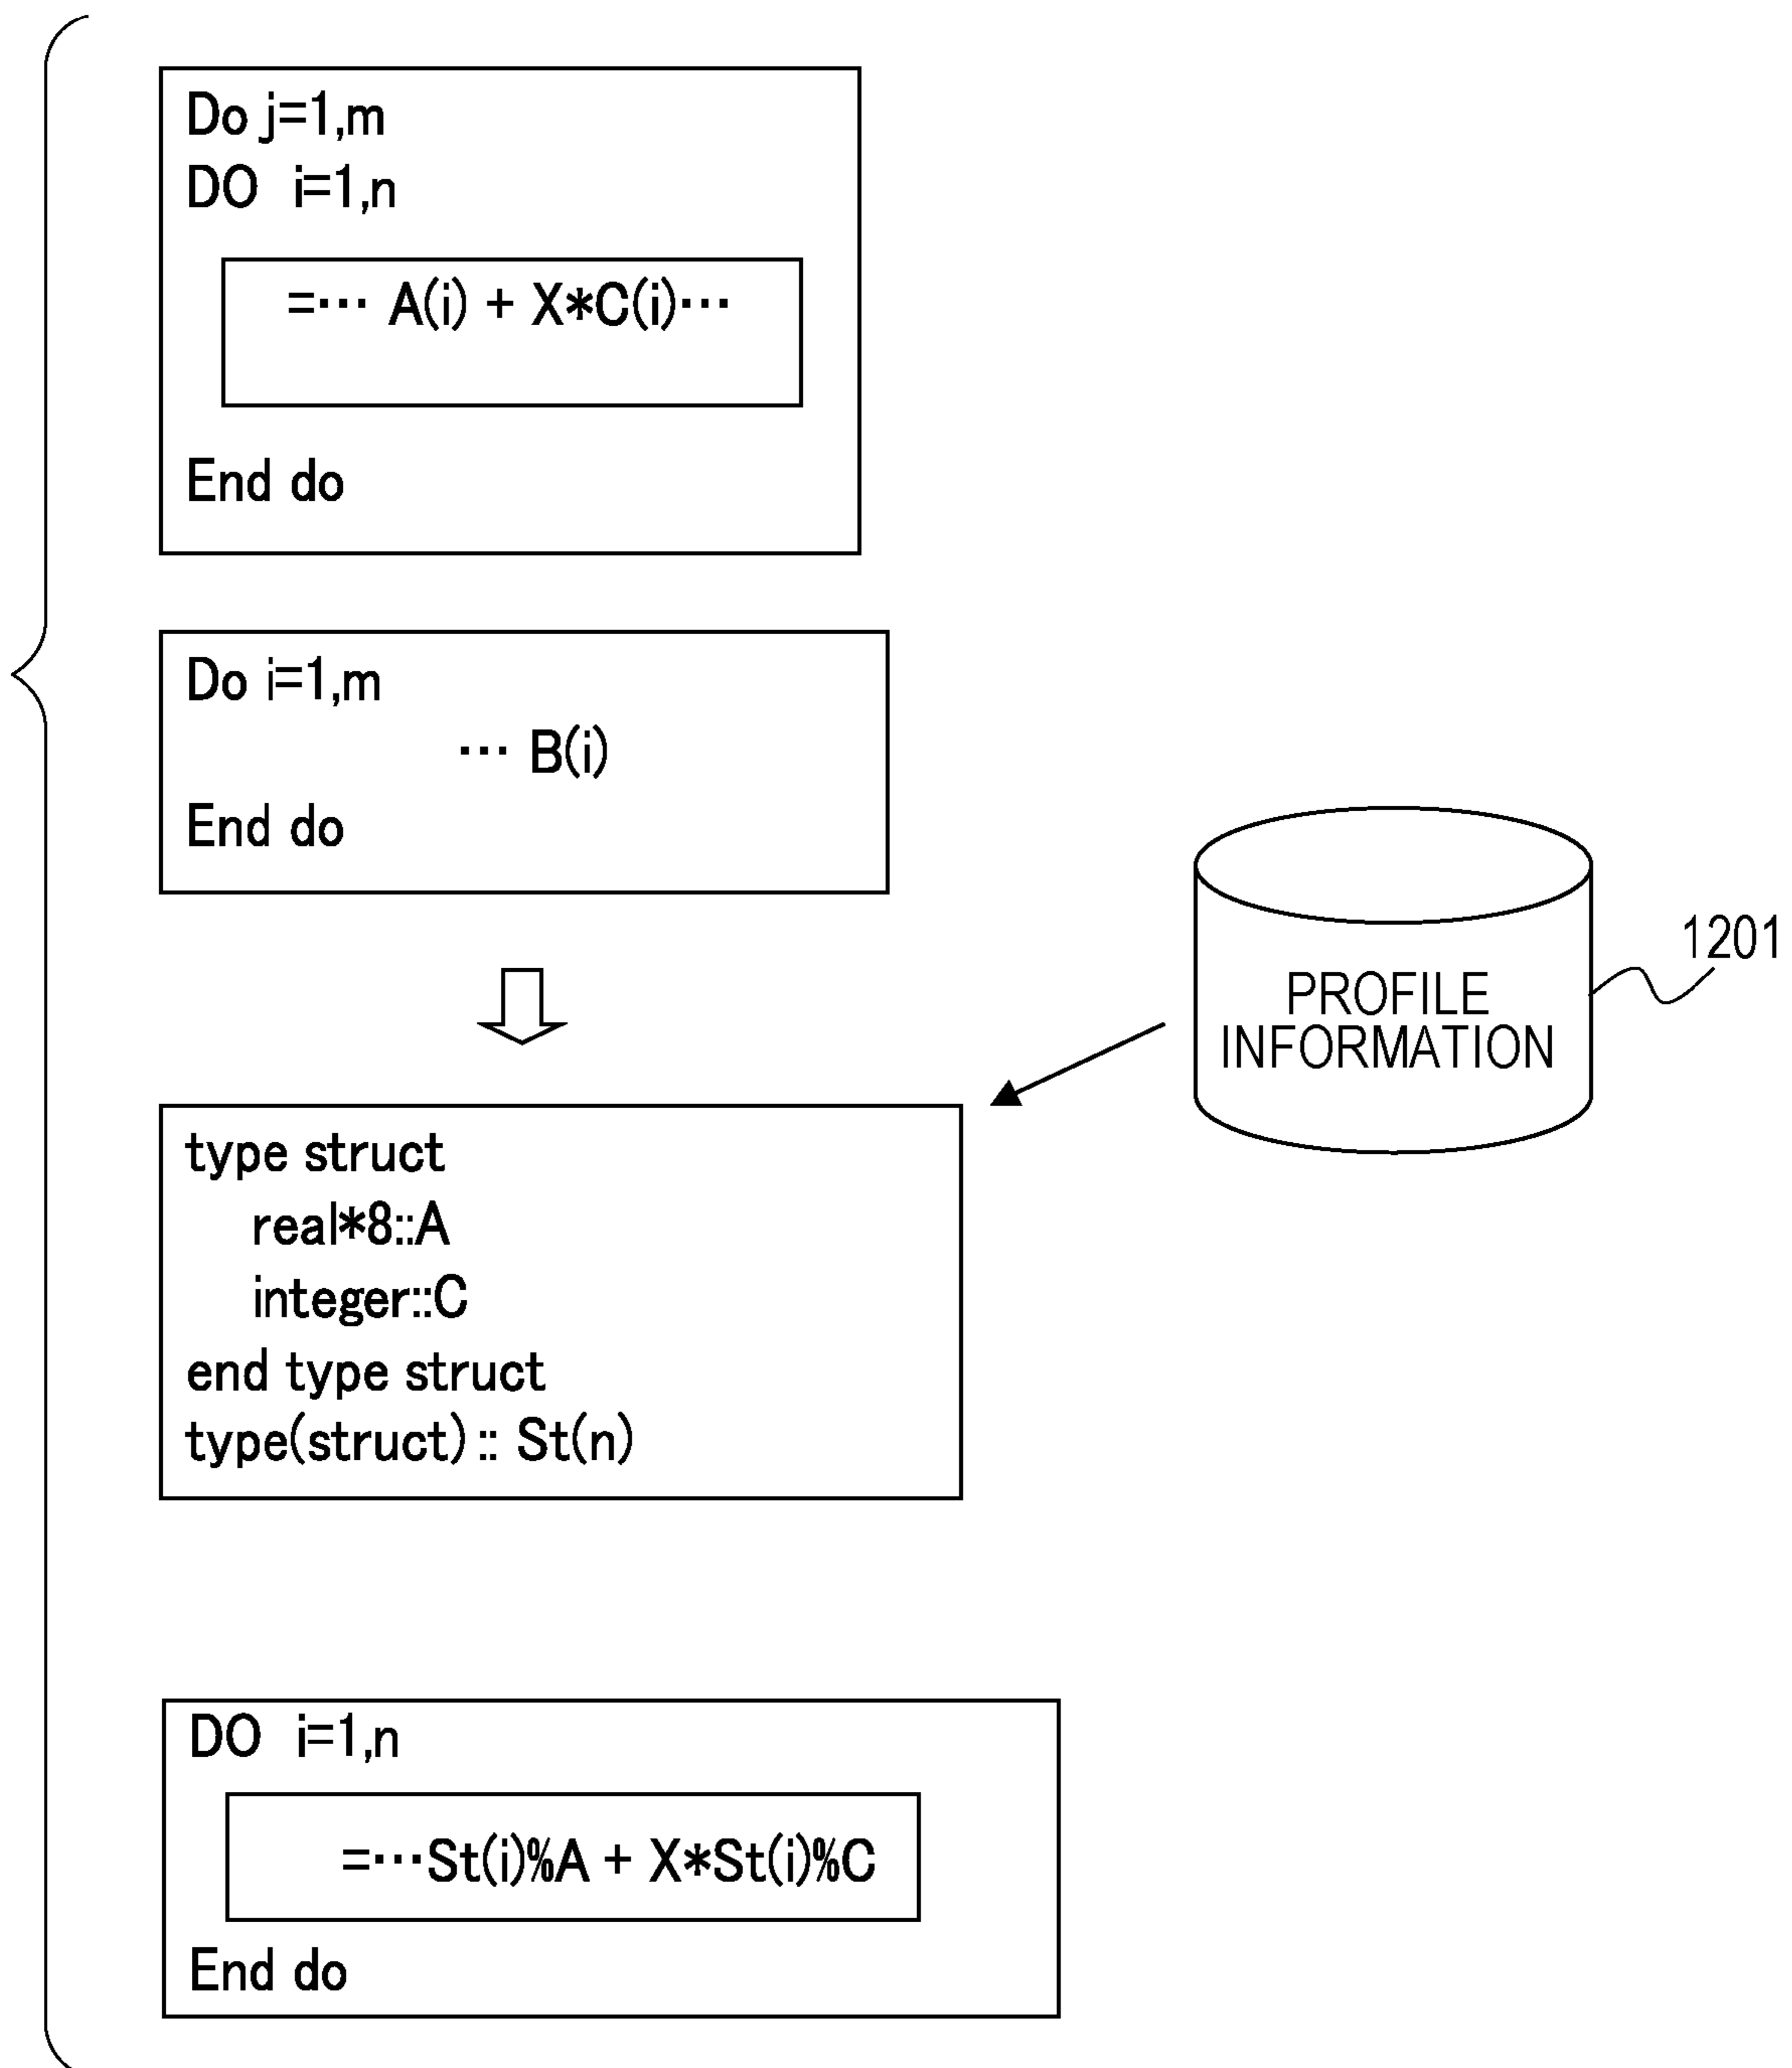 Do j=1,m
DO i=1,n
=… A(i) + X*C(i)…
End do
Do i=1,m
… B(i)
End do
1201
PROFILE
INFORMATION
type struct
real*8::A
integer::C
end type struct
type(struct) :: St(n)
DO i=1,n
=…St(i)%A + X*St(i)%C
End do